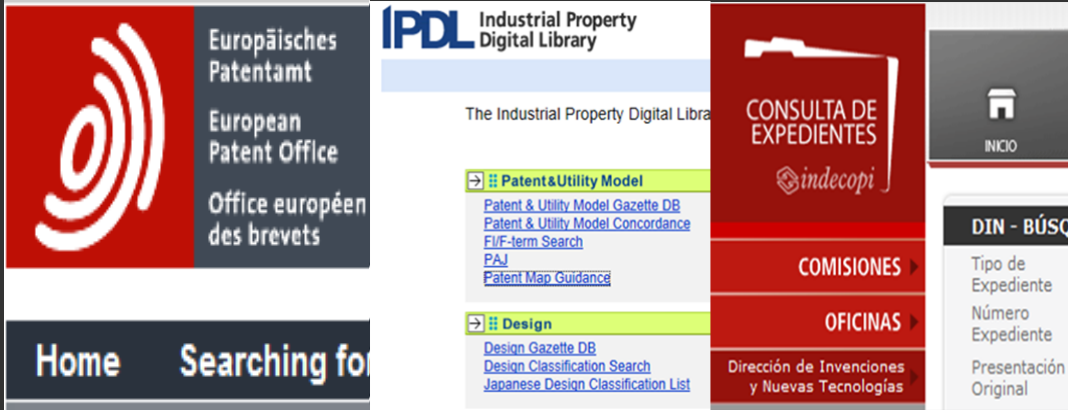 Europäisches
Patentamt
European
Patent Office
Office européen
des brevets
Home
Searching for
IPDL Industrial Property
Digital Library
The Industrial Property Digital Libra
Patent&Utility Model
Patent & Utility Model Gazette DB
Patent & Utility Model Concordance
FI/F-term Search
PAJ
Patent Map Guidance
Design
Design Gazette DB
Design Classification Search
Japanese Design Classification List
CONSULTA DE
EXPEDIENTES
indecopi
COMISIONES
OFICINAS
Dirección de Invenciones
y Nuevas Tecnologías
INICIO
DIN - BÚSQ
Tipo de
Expediente
Número
Expediente
Presentación
Original